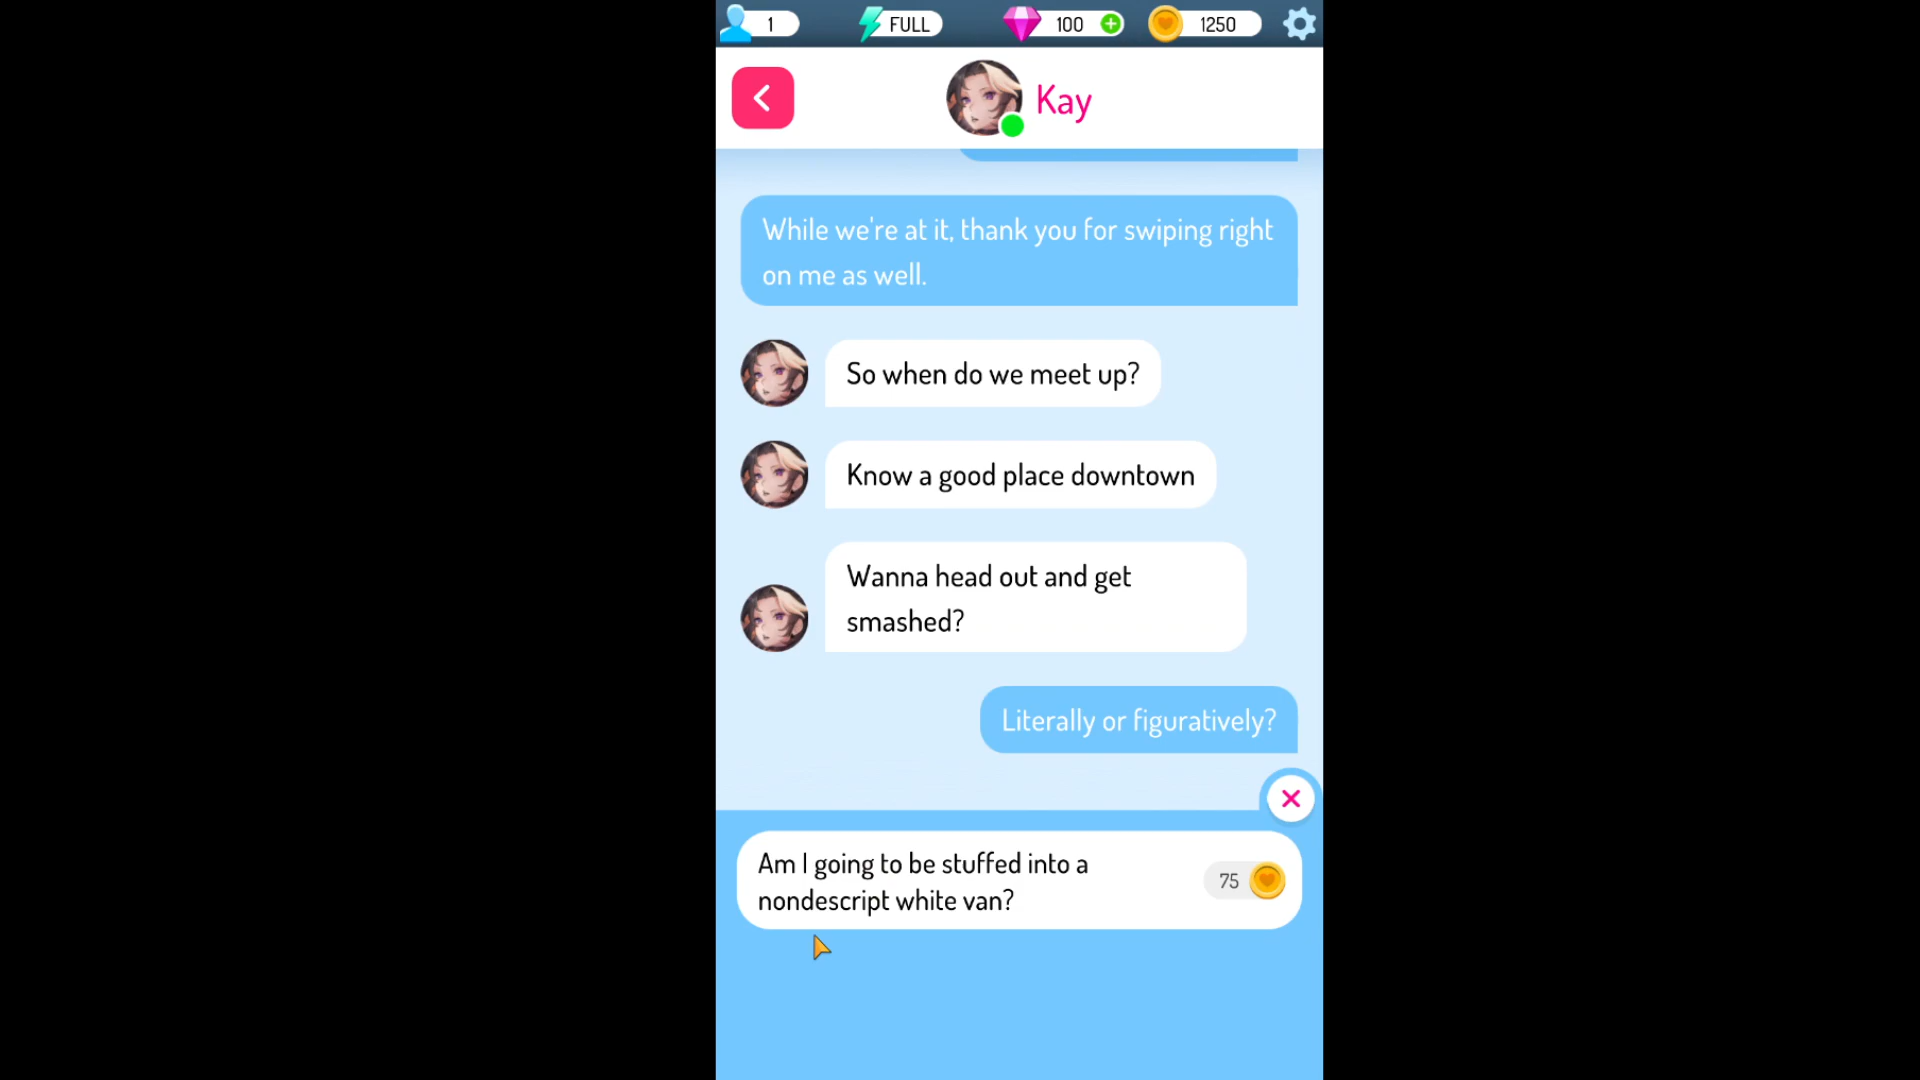 1
FULL
100
1250
Kay
While we're at it, thank you for swiping right
on me as well.
So when do we meet up?
Know a good place downtown
Wanna head out and get
smashed?
Literally or figuratively?
Am I going to be stuffed into a
nondescript white van?
75